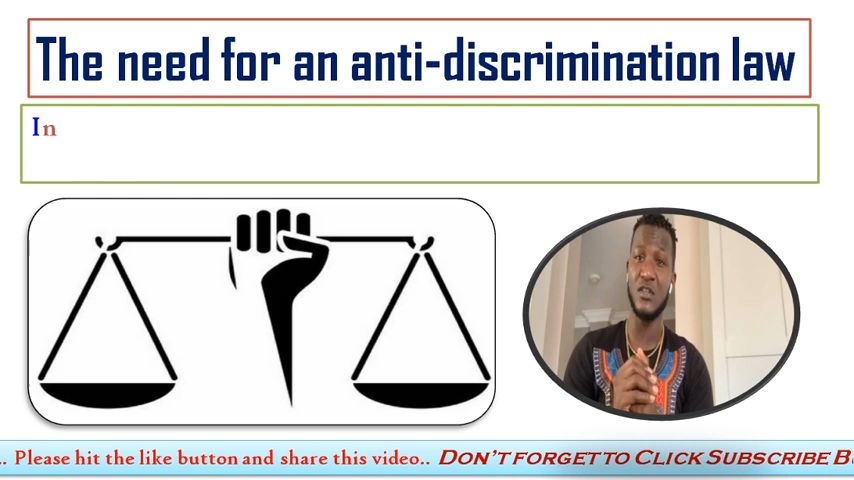 The need for an anti-discrimination law
In
.. Please hit the like button and share this video.. DON'T FORGET TO CLICK SUBSCRIBE